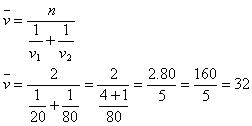 v̄ = n / (1/v₁ + 1/v₂)
v̄ = 2 / (1/20 + 1/80) = 2 / ((4+1)/80) = 2.80/5 = 160/5 = 32